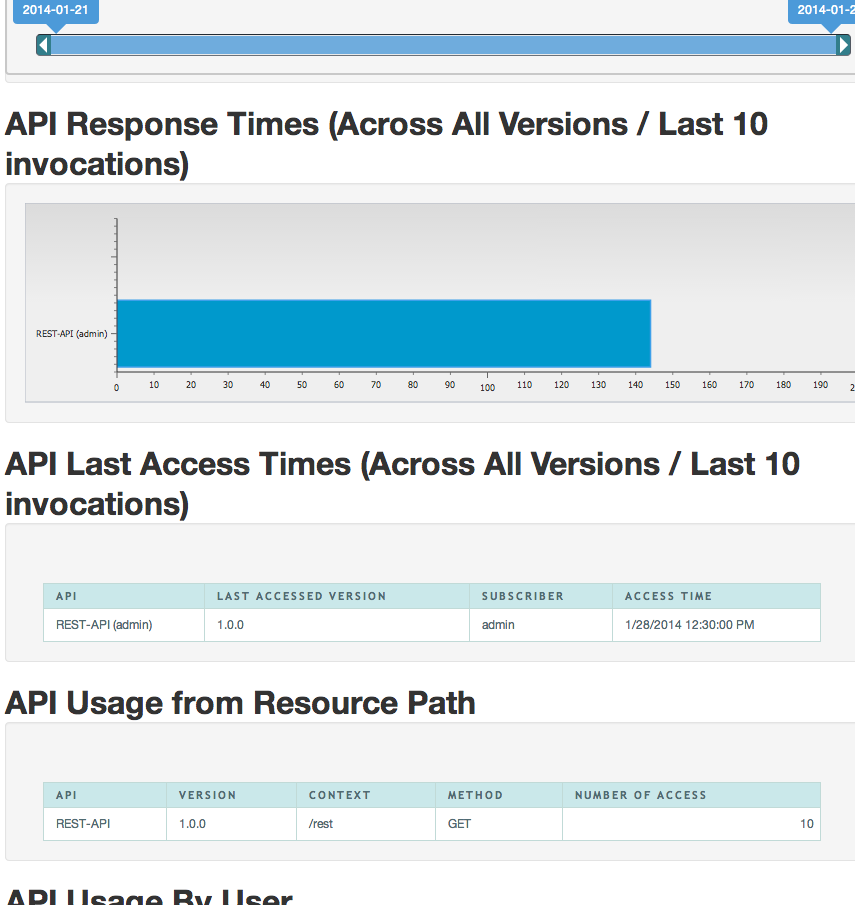 2014-01-21 2014-01-2
API Response Times (Across All Versions / Last 10
invocations)
REST-API (admin)
0 10 20 30 40 50 60 70 80 90 100 110 120 130 140 150 160 170 180 190 2
API Last Access Times (Across All Versions / Last 10
invocations)
API LAST ACCESSED VERSION SUBSCRIBER ACCESS TIME
REST-API (admin) 1.0.0 admin 1/28/2014 12:30:00 PM
API Usage from Resource Path
API VERSION CONTEXT METHOD NUMBER OF ACCESS
REST-API 1.0.0 /rest GET 10
API Usage By User